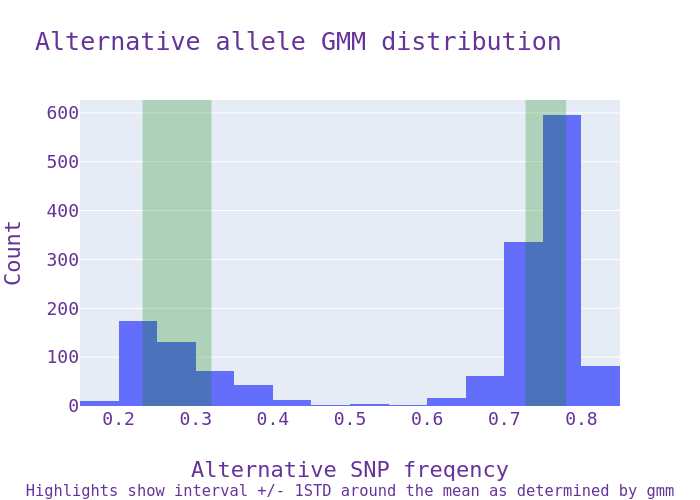 Alternative allele GMM distribution
600
500
400
300
200
100
0
Count
0.2 0.3 0.4 0.5 0.6 0.7 0.8
Alternative SNP freqency
Highlights show interval +/- 1STD around the mean as determined by gmm